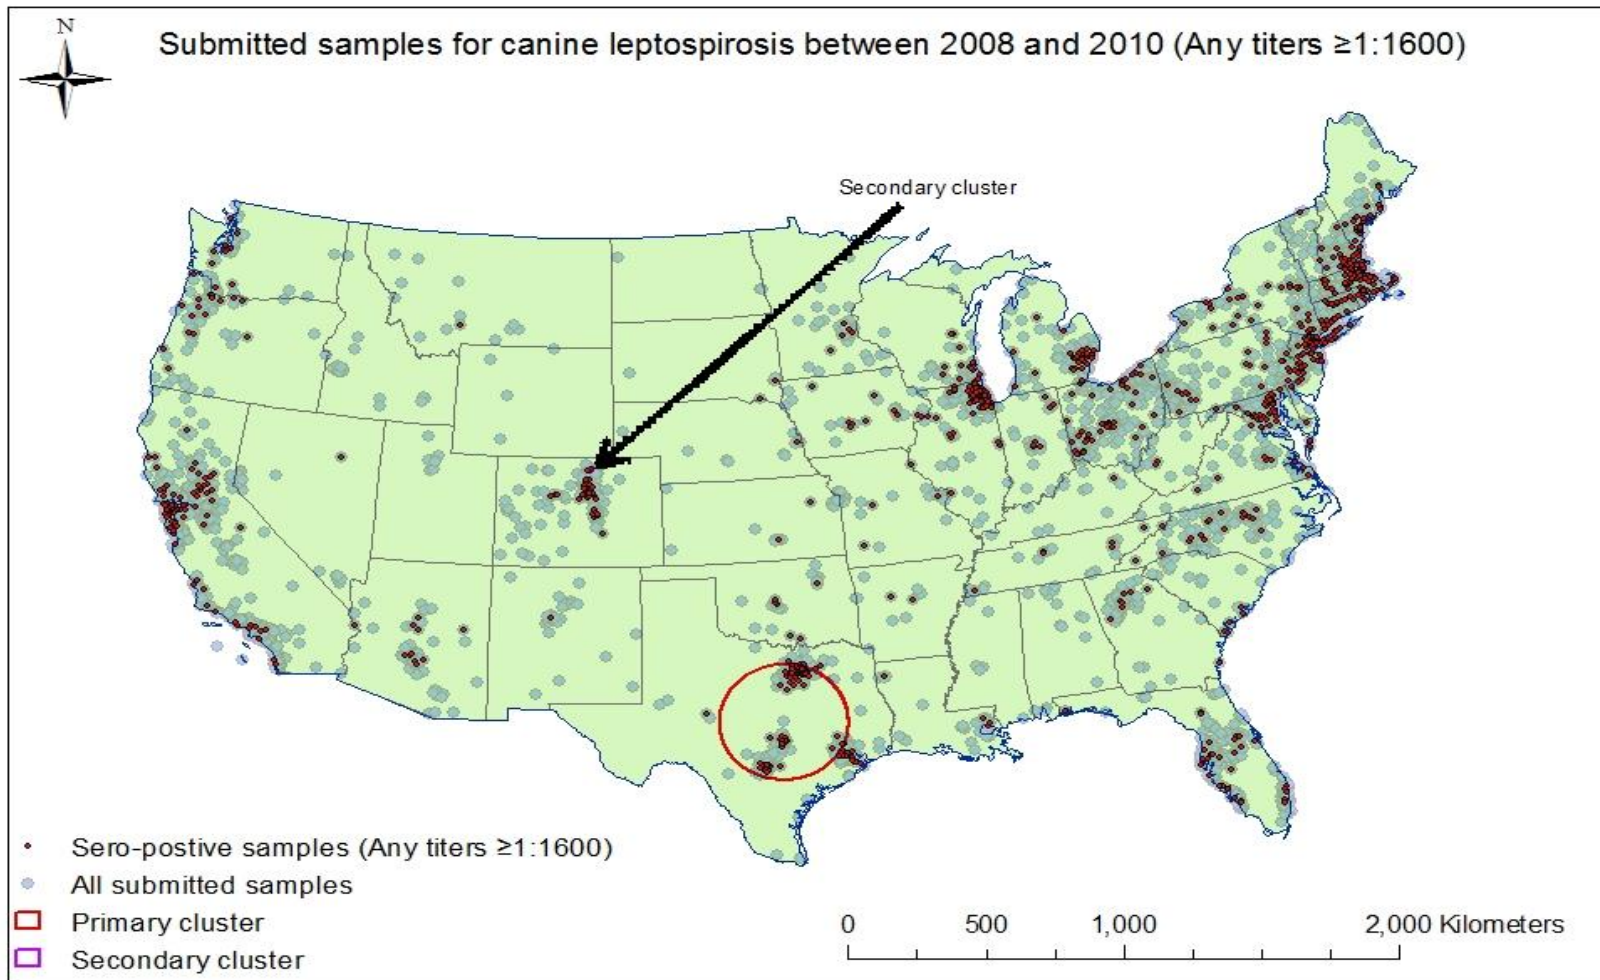 N
Submitted samples for canine leptospirosis between 2008 and 2010 (Any titers ≥1:1600)
Secondary cluster
Sero-postive samples (Any titers ≥1:1600)
All submitted samples
Primary cluster
Secondary cluster
0 500 1,000 2,000 Kilometers